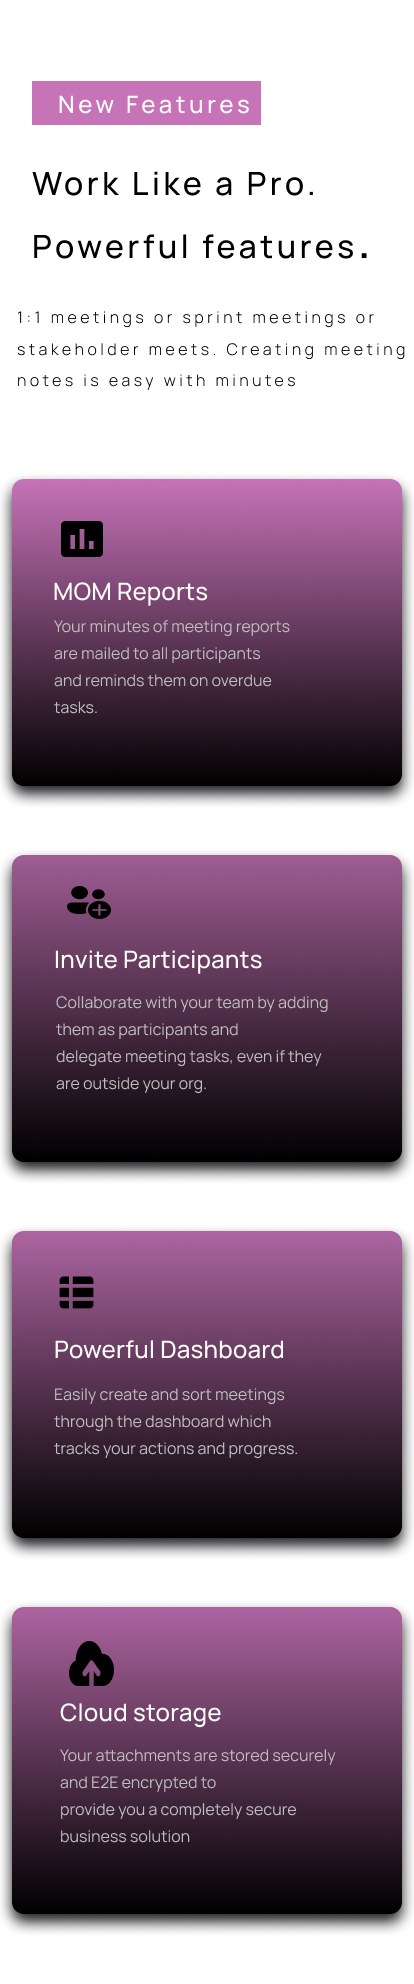 New Features
Work Like a Pro.
Powerful features.
1:1 meetings or sprint meetings or
stakeholder meets. Creating meeting
notes is easy with minutes
MOM Reports
Your minutes of meeting reports
are mailed to all participants
and reminds them on overdue
tasks.
Invite Participants
Collaborate with your team by adding
them as participants and
delegate meeting tasks, even if they
are outside your org.
Powerful Dashboard
Easily create and sort meetings
through the dashboard which
tracks your actions and progress.
Cloud storage
Your attachments are stored securely
and E2E encrypted to
provide you a completely secure
business solution